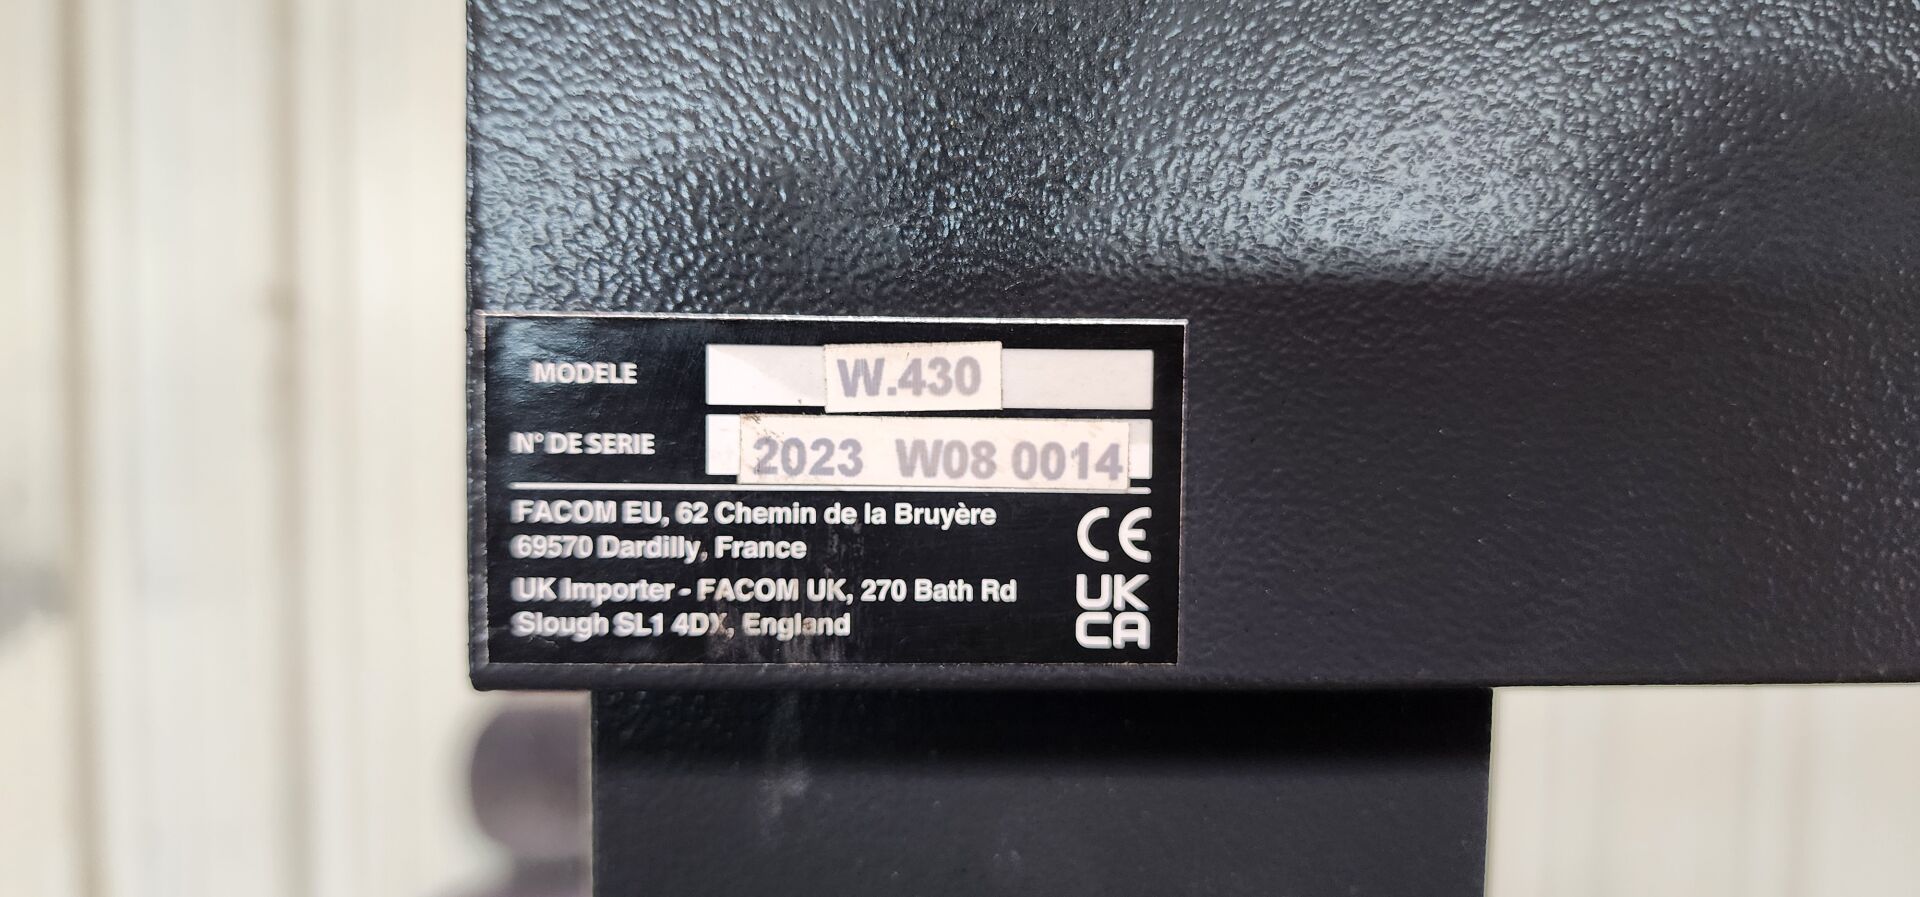 MODELE W.430
N° DE SERIE 2023 W08 0014
FACOM EU, 62 Chemin de la Bruyère
69570 Dardilly, France
CE
UK Importer - FACOM UK, 270 Bath Rd
Slough SL1 4DX, England
UK
CA